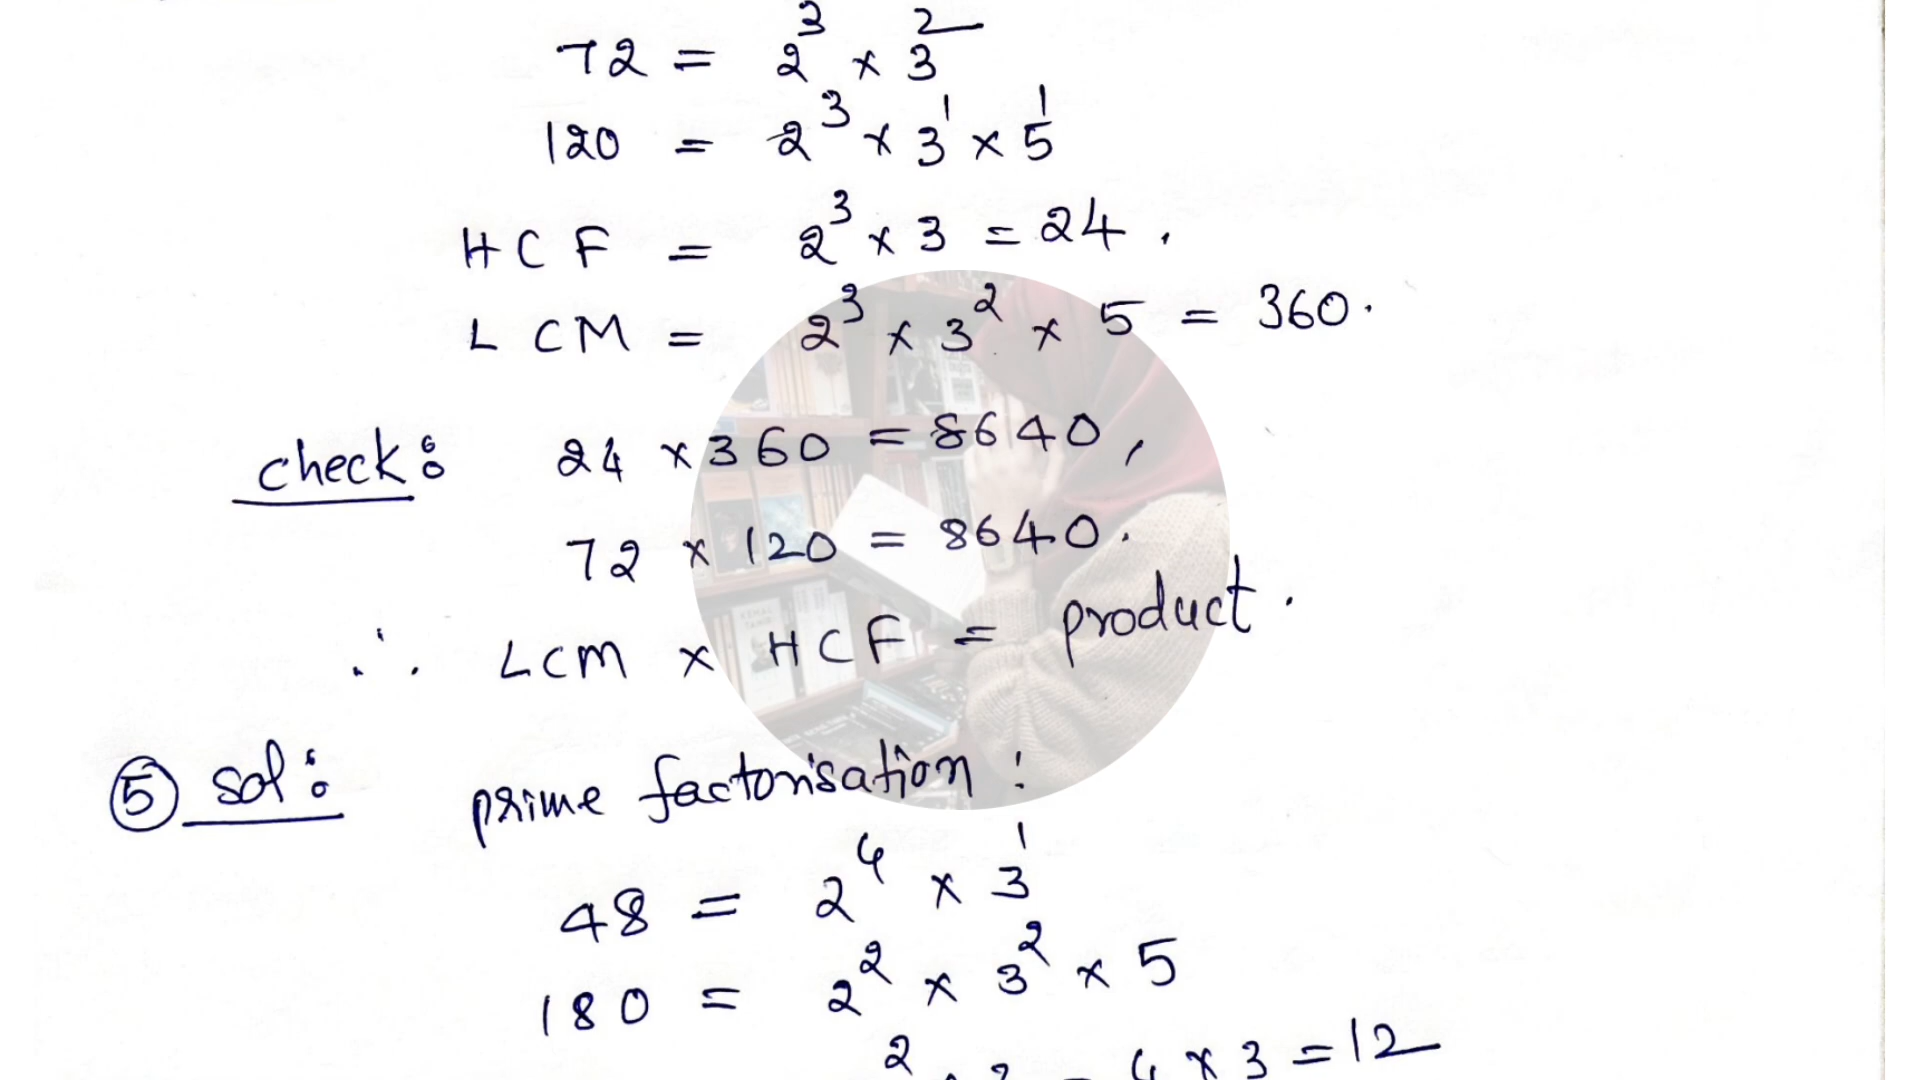 72 = 2³ × 3²
120 = 2³ × 3¹ × 5¹
HCF = 2³ × 3 = 24.
LCM = 2³ × 3² × 5 = 360.
check: 24 × 360 = 8640,
72 × 120 = 8640.
∴ LCM × HCF = product.
⑤ sol: prime factorisation:
48 = 2⁴ × 3¹
180 = 2² × 3² × 5
2² × 3 = 4 × 3 = 12